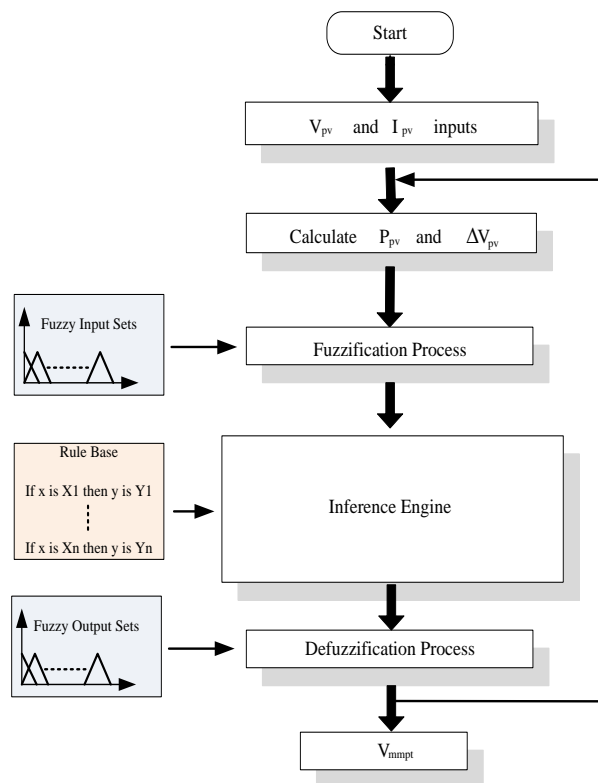 Start
Vpv and Ipv inputs
Calculate Ppv and ΔVpv
Fuzzy Input Sets
Fuzzification Process
Rule Base
If x is X1 then y is Y1
If x is Xn then y is Yn
Inference Engine
Fuzzy Output Sets
Defuzzification Process
Vmmpt